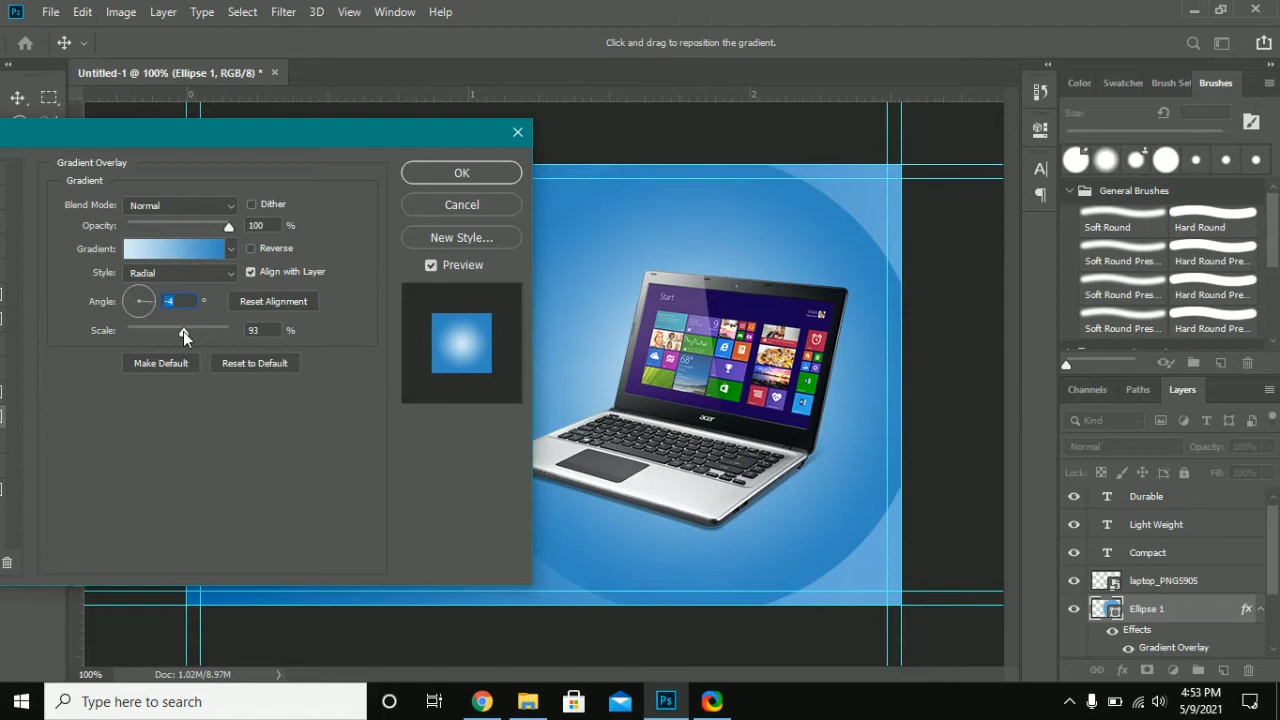 Ps File Edit Image Layer Type Select Filter 3D View Window Help
Click and drag to reposition the gradient.
Untitled-1 @ 100% (Ellipse 1, RGB/8) *
0 1 2
Gradient Overlay
Gradient
Blend Mode: Normal Dither
Opacity: 100 %
Gradient: Reverse
Style: Radial Align with Layer
Angle: -4 ° Reset Alignment
Scale: 93 %
Make Default Reset to Default
OK
Cancel
New Style...
Preview
Start
68°
acer
Color Swatches Brush Set Brushes
Size:
General Brushes
Soft Round Hard Round
Soft Round Pres... Hard Round Pre...
Soft Round Pres... Hard Round Pre...
Soft Round Pres... Hard Round Pre...
Channels Paths Layers
Kind
Normal Opacity: 100%
Lock: Fill: 100%
T Durable
T Light Weight
T Compact
laptop_PNG5905
Ellipse 1 fx
Effects
Gradient Overlay
100% Doc: 1.02M/8.97M
Type here to search
Ps
4:53 PM
5/9/2021